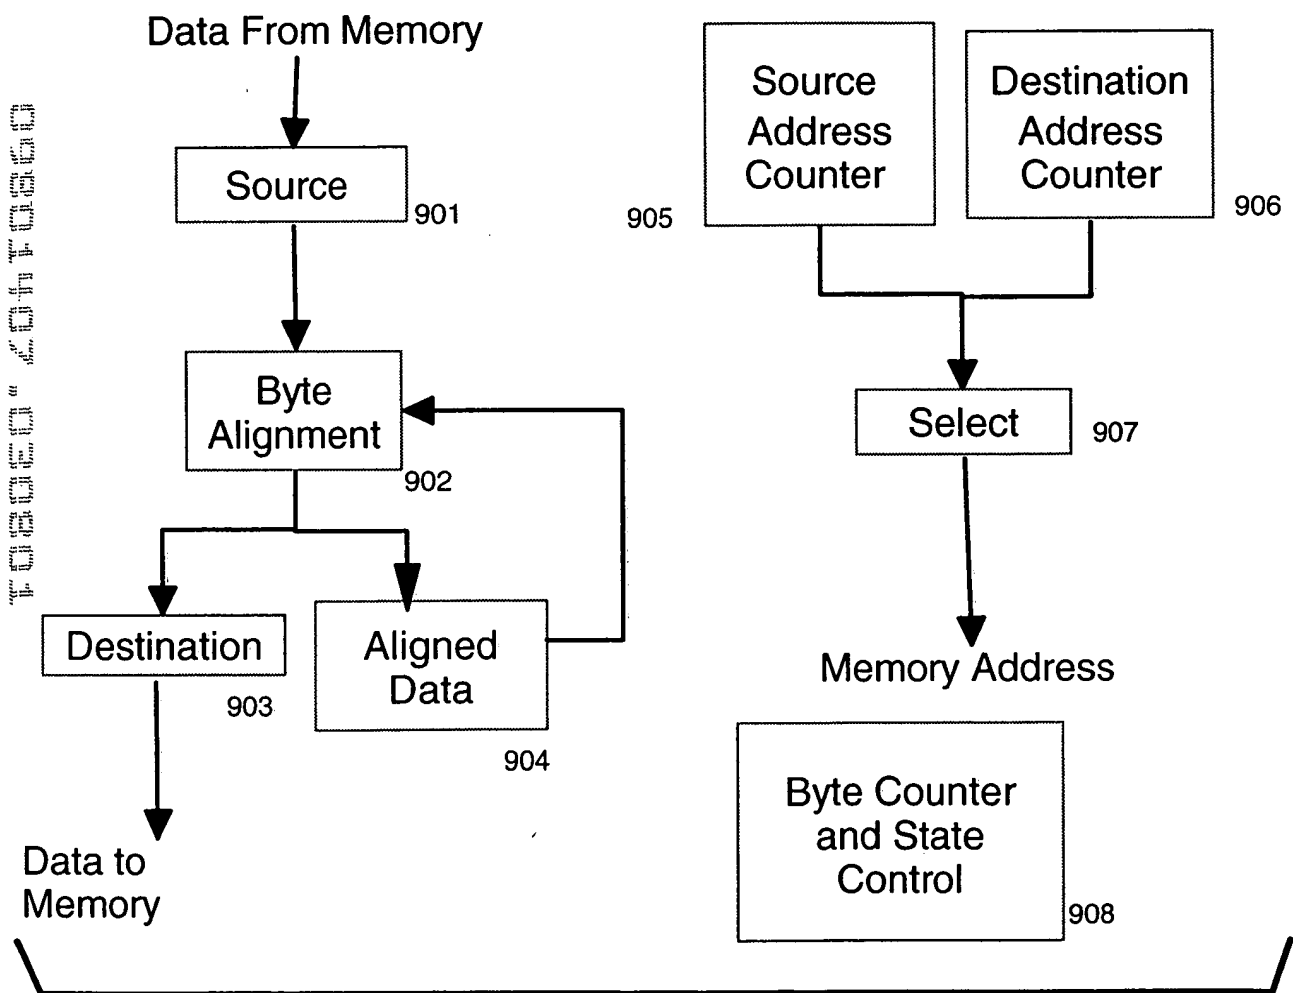 Data From Memory
Source
901
Byte
Alignment
902
Destination
903
Aligned
Data
904
Data to
Memory
Source
Address
Counter
905
Destination
Address
Counter
906
Select
907
Memory Address
Byte Counter
and State
Control
908